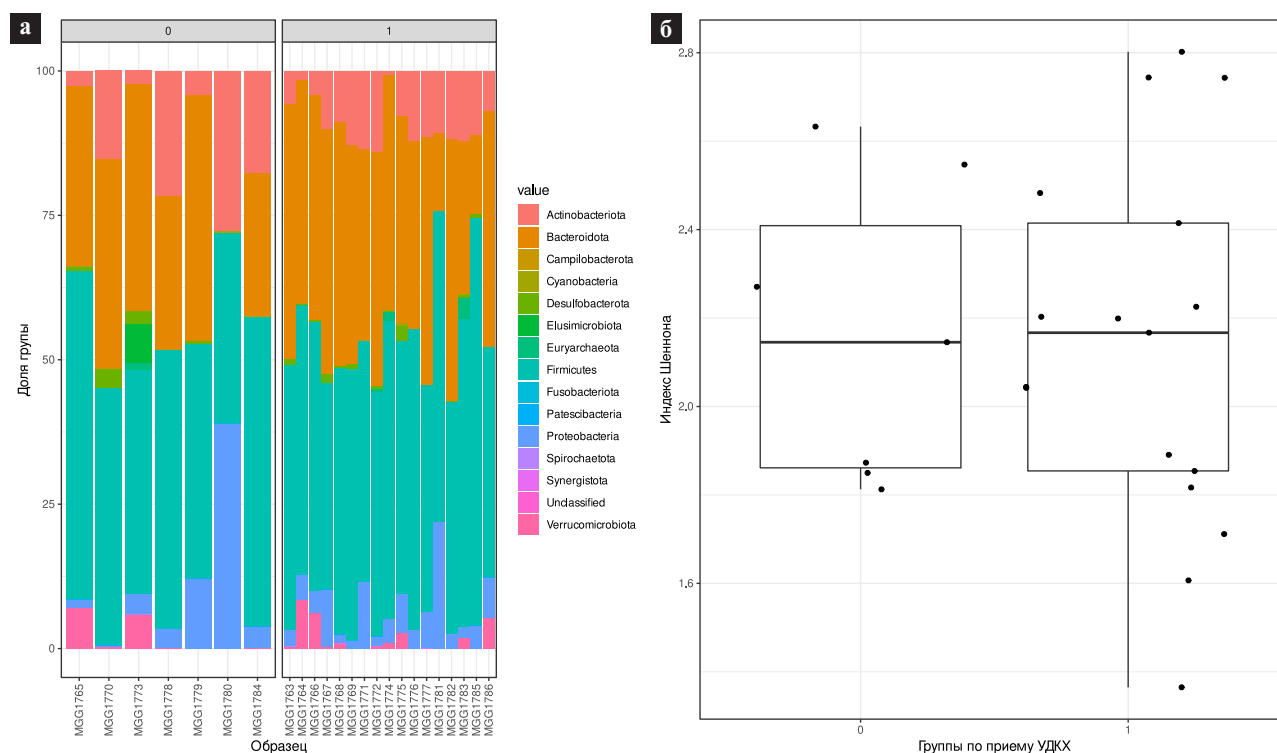 а
0
1
100
75
50
25
0
Доля групы
MGG1765
MGG1770
MGG1773
MGG1778
MGG1779
MGG1780
MGG1784
MGG1763
MGG1764
MGG1766
MGG1767
MGG1768
MGG1769
MGG1771
MGG1772
MGG1774
MGG1775
MGG1776
MGG1777
MGG1781
MGG1782
MGG1783
MGG1785
MGG1786
Образец
value
Actinobacteriota
Bacteroidota
Campilobacterota
Cyanobacteria
Desulfobacterota
Elusimicrobiota
Euryarchaeota
Firmicutes
Fusobacteriota
Patescibacteria
Proteobacteria
Spirochaetota
Synergistota
Unclassified
Verrucomicrobiota
б
2,8
2,4
2,0
1,6
Индекс Шеннона
0
1
Группы по приему УДКХ